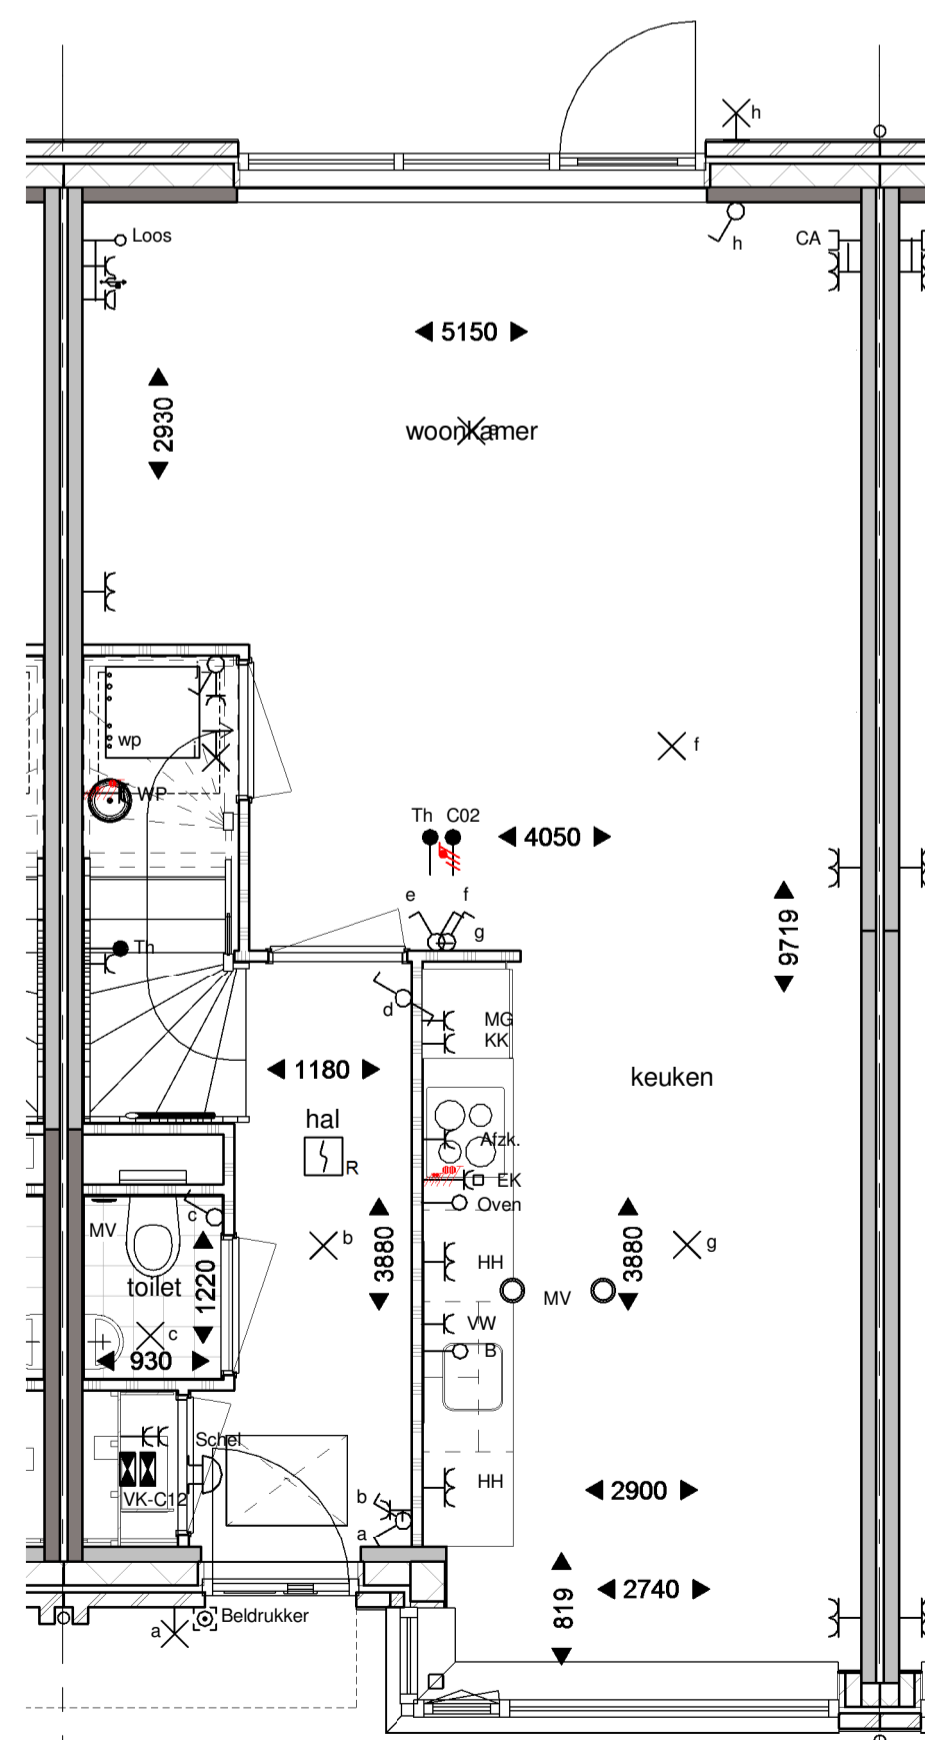 h
Loos
h
CA
5150
2930
woonkamer
e
f
wp
WP
Th C02
4050
e
f
g
9719
Th
d
MG
KK
1180
keuken
hal
R
Afzk.
EK
Oven
c
MV
b
3880
HH
3880
g
toilet
1220
MV
c
VW
930
B
Schel
HH
2900
VK-C12
b
a
819
2740
Beldrukker
a